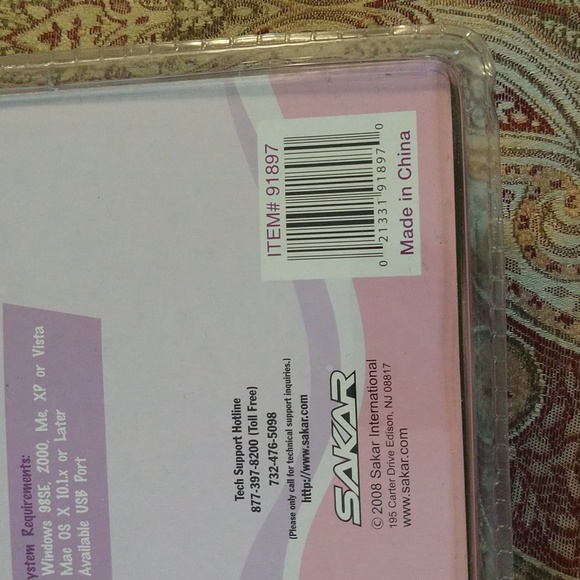 ITEM# 91897
0 21331 91897 0
Made in China
System Requirements:
Windows 98SE, 2000, Me, XP or Vista
Mac OS X 10.1.x or Later
Available USB Port
Tech Support Hotline
877-397-8200 (Toll Free)
732-476-5098
(Please only call for technical support inquiries.)
http://www.sakar.com
SAKAR
© 2008 Sakar International
195 Carter Drive Edison, NJ 08817
www.sakar.com